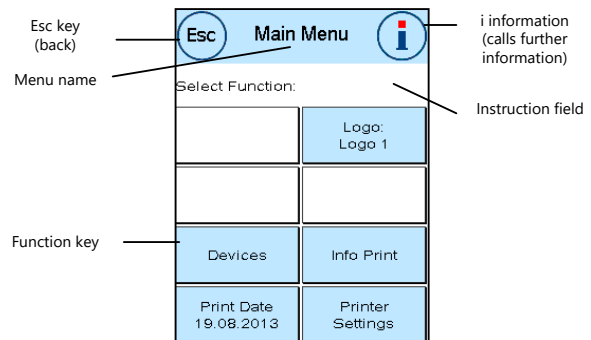 Esc key
(back)
Esc
Main Menu
i
i information
(calls further
information)
Menu name
Select Function:
Instruction field
Logo:
Logo 1
Function key
Devices
Info Print
Print Date
19.08.2013
Printer
Settings